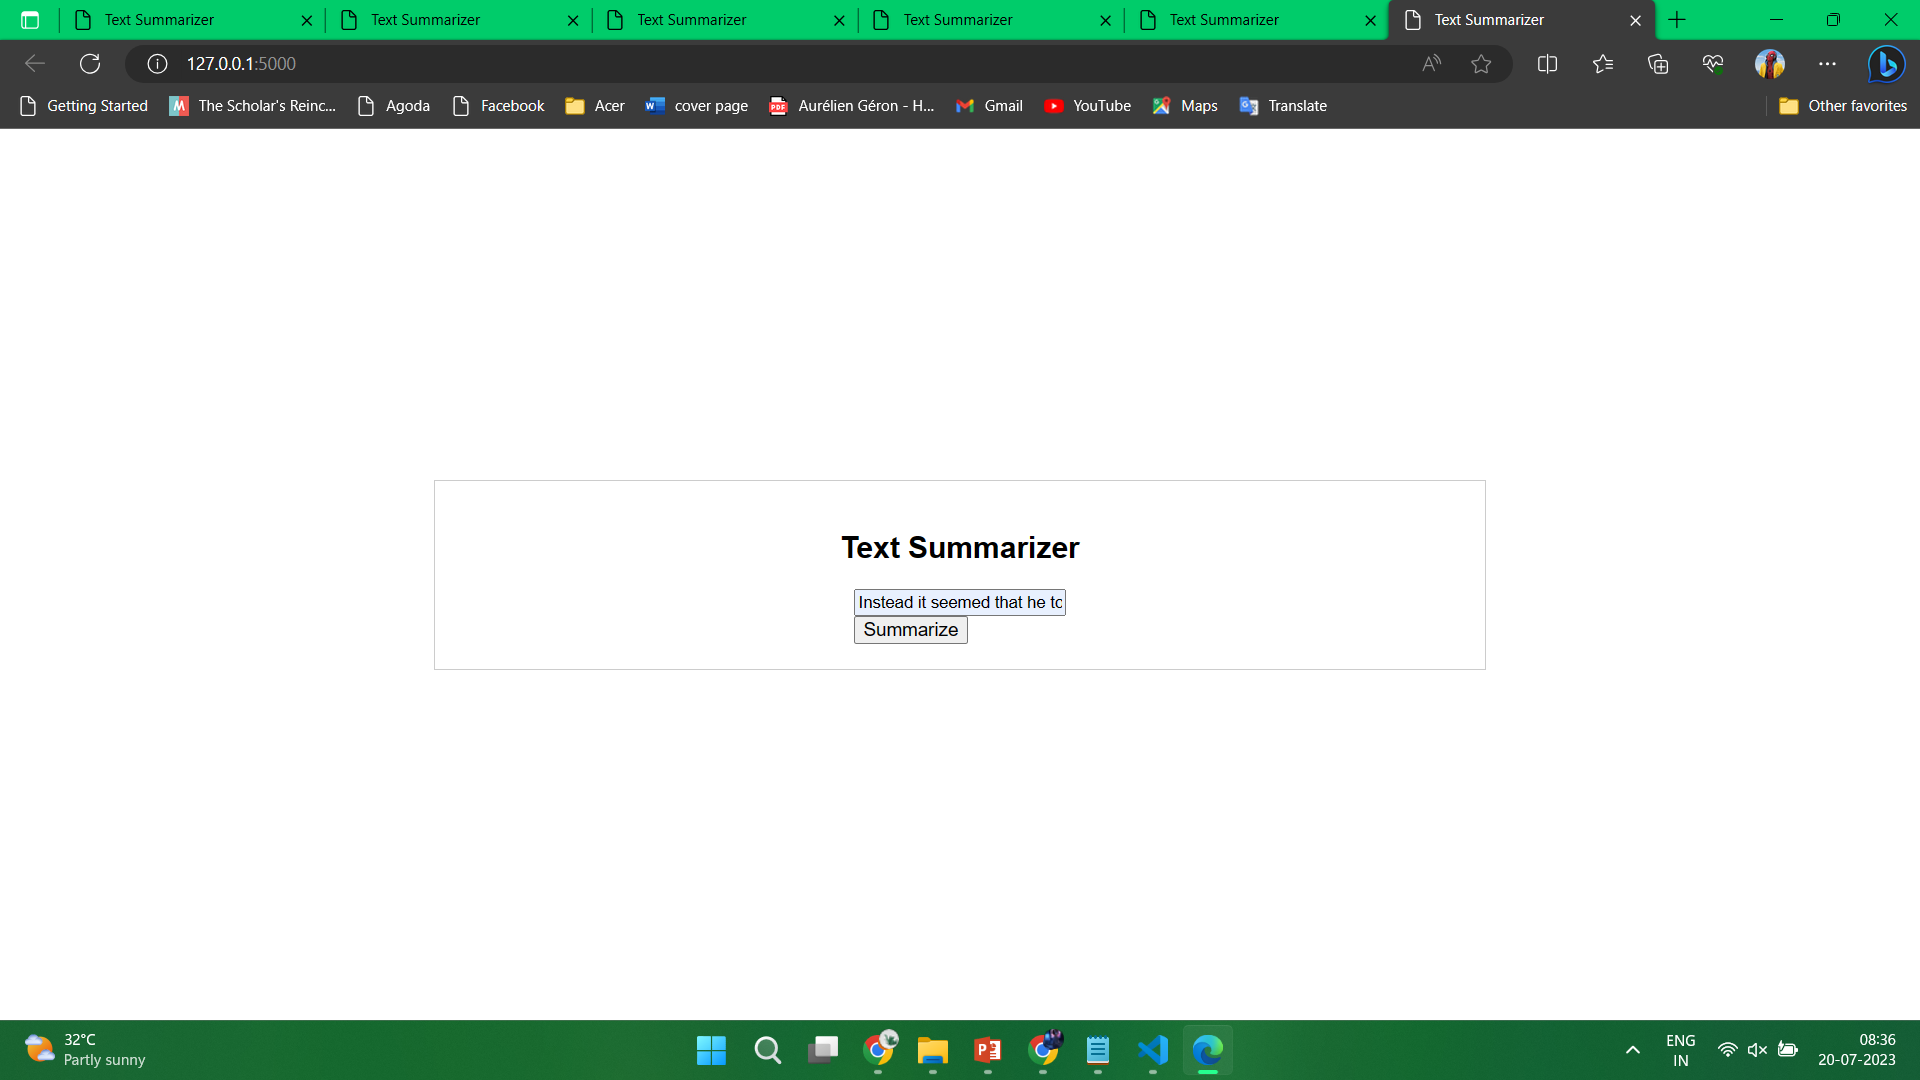 Text Summarizer
Text Summarizer
Text Summarizer
Text Summarizer
Text Summarizer
Text Summarizer
127.0.0.1:5000
Getting Started
The Scholar's Reinc...
Agoda
Facebook
Acer
cover page
Aurélien Géron - H...
Gmail
YouTube
Maps
Translate
Other favorites
Text Summarizer
Instead it seemed that he to
Summarize
32°C
Partly sunny
ENG
IN
08:36
20-07-2023